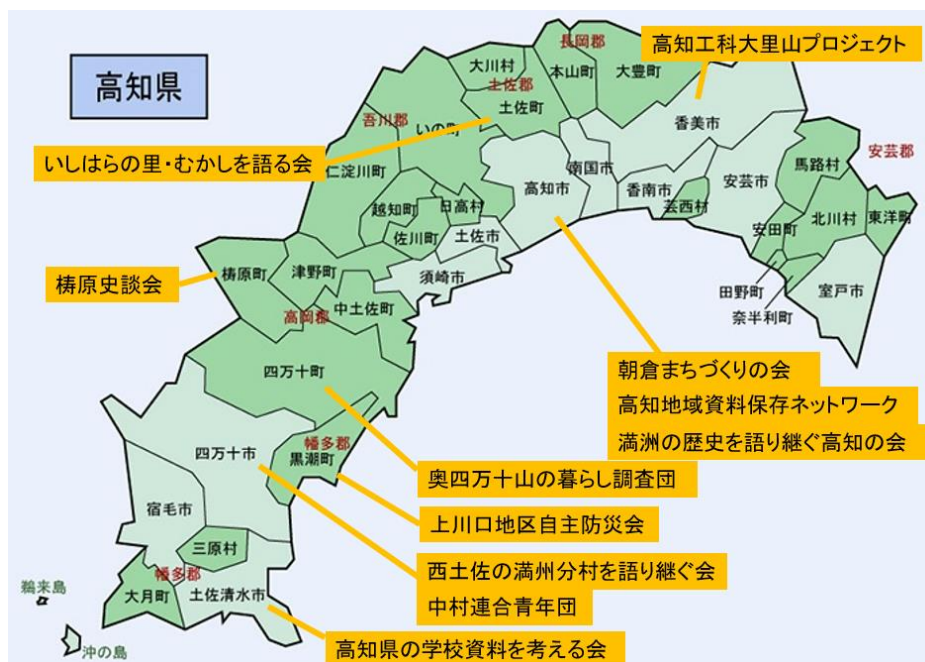 高知県
高知工科大里山プロジェクト
長岡郡
大川村
本山町
大豊町
土佐郡
土佐町
吾川郡
いの町
香美市
いしはらの里・むかしを語る会
仁淀川町
安芸郡
馬路村
南国市
高知市
香南市
安芸市
越知町
日高村
芸西村
北川村
東洋町
佐川町
土佐市
安田町
梼原史談会
梼原町
津野町
須崎市
田野町
室戸市
中土佐町
奈半利町
高岡郡
四万十町
朝倉まちづくりの会
高知地域資料保存ネットワーク
満洲の歴史を語り継ぐ高知の会
幡多郡
四万十市
黒潮町
奥四万十山の暮らし調査団
宿毛市
上川口地区自主防災会
三原村
西土佐の満州分村を語り継ぐ会
幡多郡
鵜来島
大月町
土佐清水市
中村連合青年団
沖の島
高知県の学校資料を考える会